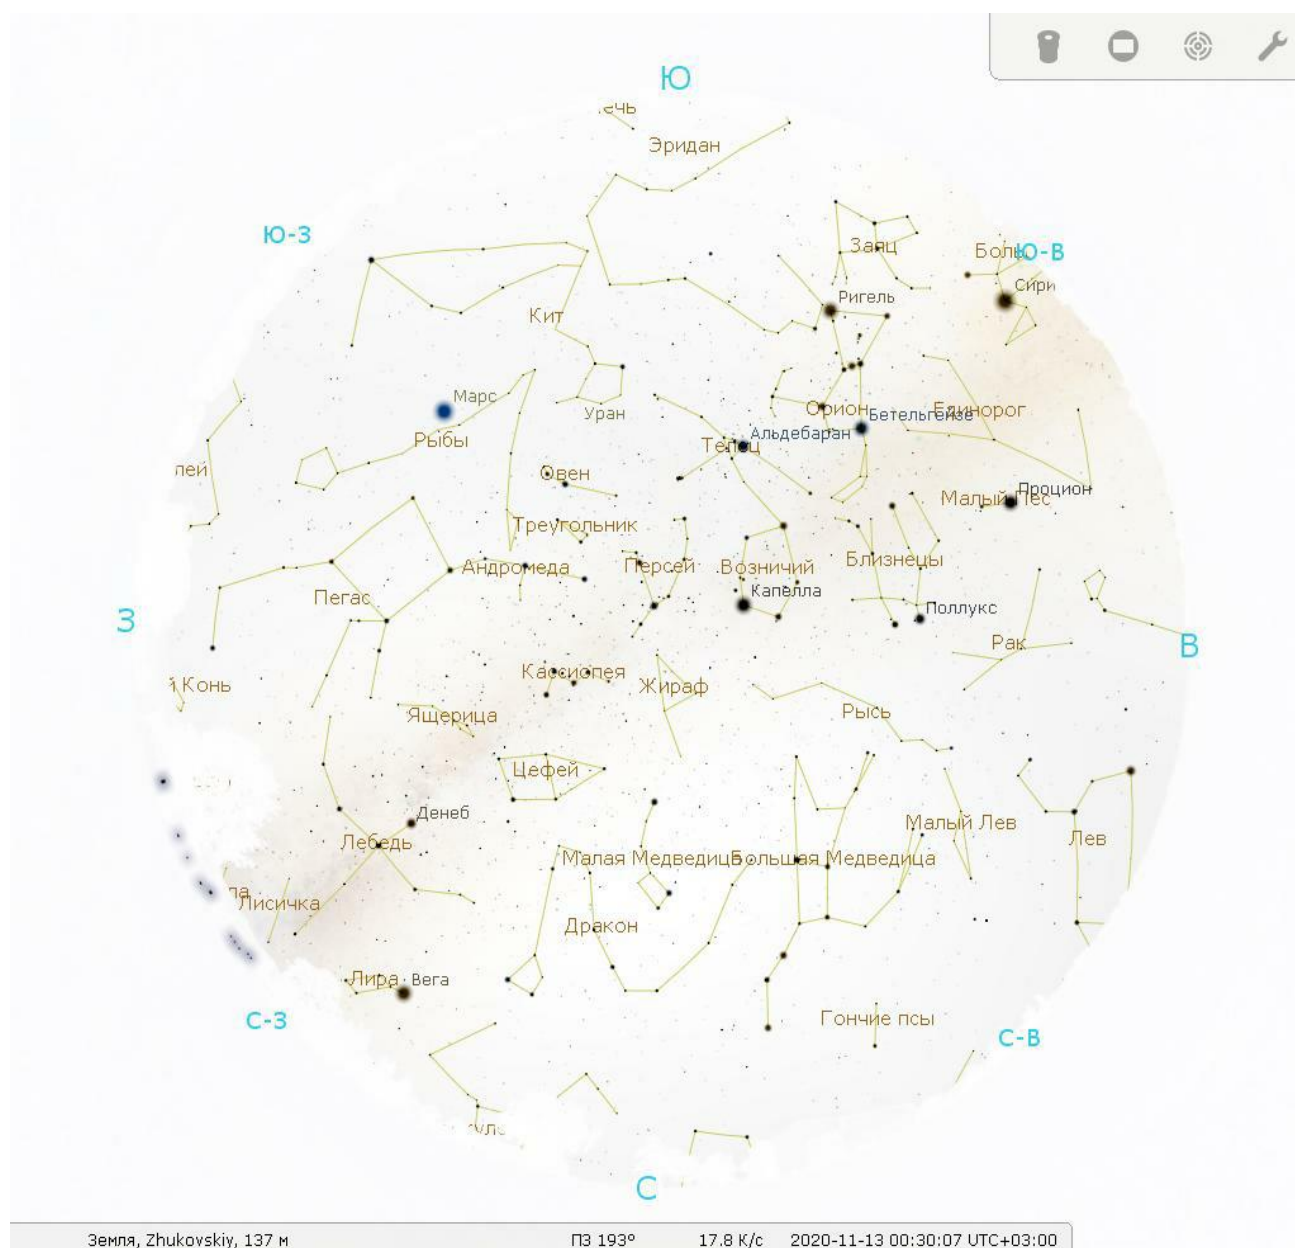 Ю
ечь
Эридан
Ю-З
Заяц
Ю-В
Сири
Ригель
Кит
Марс
Уран
Орион
Бетельгейзе
Единорог
Рыбы
Телец
Альдебаран
лей
Овен
Малый Пес
Процион
Треугольник
Андромеда
Персей
Возничий
Близнецы
Пегас
Капелла
Поллукс
З
Рак
В
Кассиопея
й Конь
Жираф
Ящерица
Рысь
Цефей
Денеб
Малый Лев
Лебедь
Лев
Малая Медведица
Большая Медведица
ла
Лисичка
Дракон
Лира
Вега
С-З
Гончие псы
С-В
С
Земля, Zhukovskiy, 137 м
ПЗ 193°
17.8 К/с
2020-11-13 00:30:07 UTC+03:00